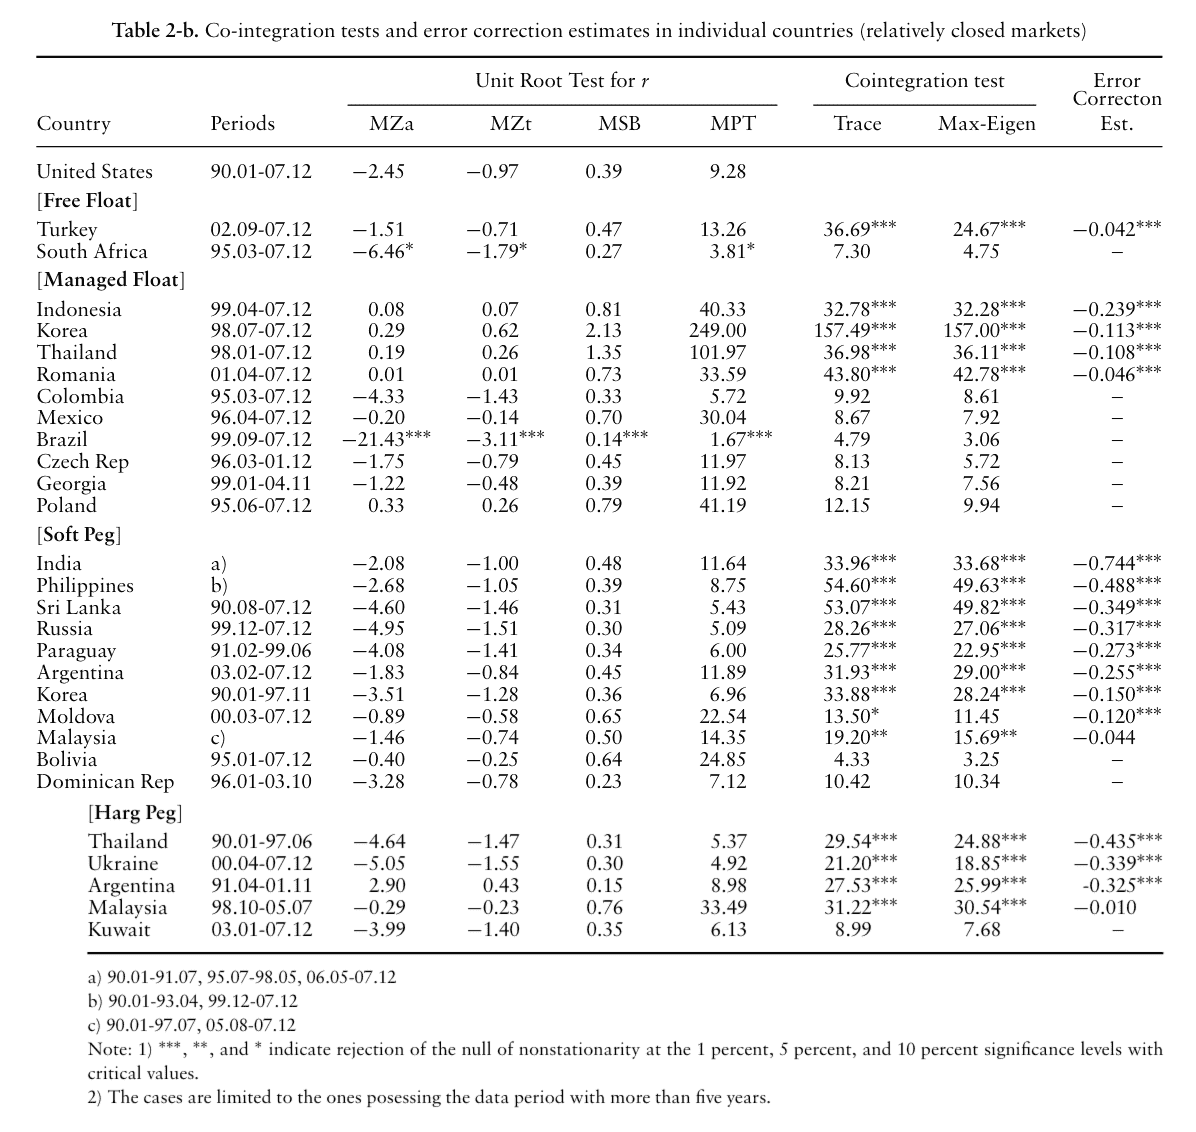 Table 2-b. Co-integration tests and error correction estimates in individual countries (relatively closed markets)
Unit Root Test for r Cointegration test Error
Correcton
Country Periods MZa MZt MSB MPT Trace Max-Eigen Est.
United States 90.01-07.12 −2.45 −0.97 0.39 9.28
[Free Float]
Turkey 02.09-07.12 −1.51 −0.71 0.47 13.26 36.69*** 24.67*** −0.042***
South Africa 95.03-07.12 −6.46* −1.79* 0.27 3.81* 7.30 4.75 –
[Managed Float]
Indonesia 99.04-07.12 0.08 0.07 0.81 40.33 32.78*** 32.28*** −0.239***
Korea 98.07-07.12 0.29 0.62 2.13 249.00 157.49*** 157.00*** −0.113***
Thailand 98.01-07.12 0.19 0.26 1.35 101.97 36.98*** 36.11*** −0.108***
Romania 01.04-07.12 0.01 0.01 0.73 33.59 43.80*** 42.78*** −0.046***
Colombia 95.03-07.12 −4.33 −1.43 0.33 5.72 9.92 8.61 –
Mexico 96.04-07.12 −0.20 −0.14 0.70 30.04 8.67 7.92 –
Brazil 99.09-07.12 −21.43*** −3.11*** 0.14*** 1.67*** 4.79 3.06 –
Czech Rep 96.03-01.12 −1.75 −0.79 0.45 11.97 8.13 5.72 –
Georgia 99.01-04.11 −1.22 −0.48 0.39 11.92 8.21 7.56 –
Poland 95.06-07.12 0.33 0.26 0.79 41.19 12.15 9.94 –
[Soft Peg]
India a) −2.08 −1.00 0.48 11.64 33.96*** 33.68*** −0.744***
Philippines b) −2.68 −1.05 0.39 8.75 54.60*** 49.63*** −0.488***
Sri Lanka 90.08-07.12 −4.60 −1.46 0.31 5.43 53.07*** 49.82*** −0.349***
Russia 99.12-07.12 −4.95 −1.51 0.30 5.09 28.26*** 27.06*** −0.317***
Paraguay 91.02-99.06 −4.08 −1.41 0.34 6.00 25.77*** 22.95*** −0.273***
Argentina 03.02-07.12 −1.83 −0.84 0.45 11.89 31.93*** 29.00*** −0.255***
Korea 90.01-97.11 −3.51 −1.28 0.36 6.96 33.88*** 28.24*** −0.150***
Moldova 00.03-07.12 −0.89 −0.58 0.65 22.54 13.50* 11.45 −0.120***
Malaysia c) −1.46 −0.74 0.50 14.35 19.20** 15.69** −0.044
Bolivia 95.01-07.12 −0.40 −0.25 0.64 24.85 4.33 3.25 –
Dominican Rep 96.01-03.10 −3.28 −0.78 0.23 7.12 10.42 10.34 –
[Harg Peg]
Thailand 90.01-97.06 −4.64 −1.47 0.31 5.37 29.54*** 24.88*** −0.435***
Ukraine 00.04-07.12 −5.05 −1.55 0.30 4.92 21.20*** 18.85*** −0.339***
Argentina 91.04-01.11 2.90 0.43 0.15 8.98 27.53*** 25.99*** -0.325***
Malaysia 98.10-05.07 −0.29 −0.23 0.76 33.49 31.22*** 30.54*** −0.010
Kuwait 03.01-07.12 −3.99 −1.40 0.35 6.13 8.99 7.68 –
a) 90.01-91.07, 95.07-98.05, 06.05-07.12
b) 90.01-93.04, 99.12-07.12
c) 90.01-97.07, 05.08-07.12
Note: 1) ***, **, and * indicate rejection of the null of nonstationarity at the 1 percent, 5 percent, and 10 percent significance levels with
critical values.
2) The cases are limited to the ones posessing the data period with more than five years.